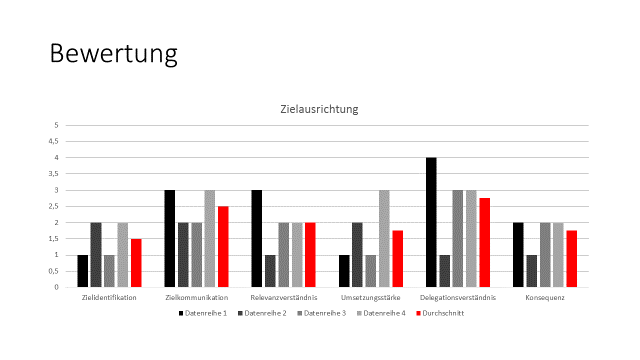 Bewertung
Zielausrichtung
5
4,5
4
3,5
3
2,5
2
1,5
1
0,5
0
Zielidentifikation Zielkommunikation Relevanzverständnis Umsetzungsstärke Delegationsverständnis Konsequenz
Datenreihe 1 Datenreihe 2 Datenreihe 3 Datenreihe 4 Durchschnitt